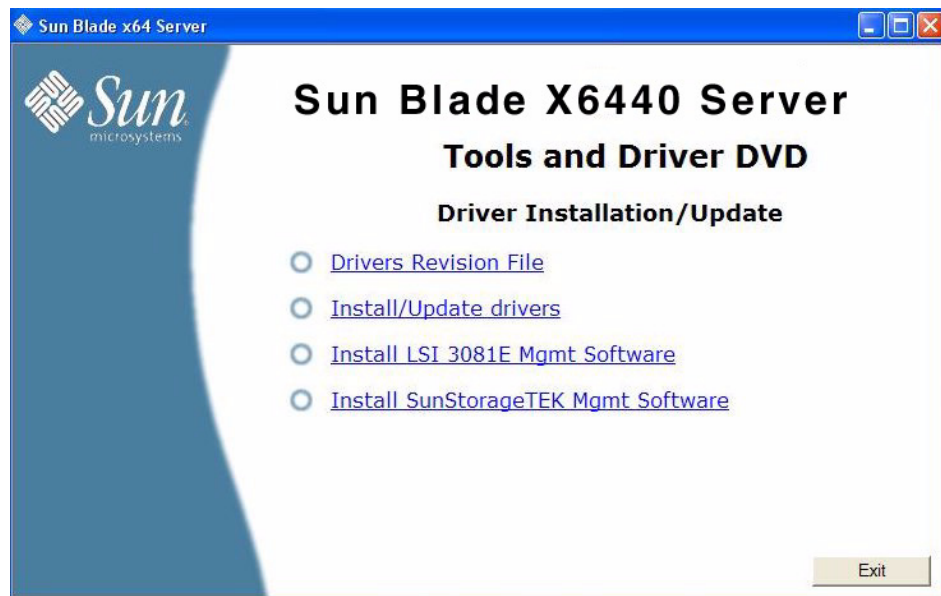 Sun Blade x64 Server
Sun
microsystems
Sun Blade X6440 Server
Tools and Driver DVD
Driver Installation/Update
Drivers Revision File
Install/Update drivers
Install LSI 3081E Mgmt Software
Install SunStorageTEK Mgmt Software
Exit